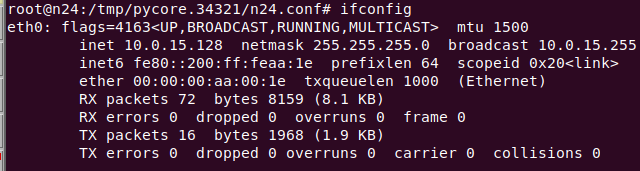 root@n24:/tmp/pycore.34321/n24.conf# ifconfig
eth0: flags=4163<UP,BROADCAST,RUNNING,MULTICAST>  mtu 1500
        inet 10.0.15.128  netmask 255.255.255.0  broadcast 10.0.15.255
        inet6 fe80::200:ff:feaa:1e  prefixlen 64  scopeid 0x20<link>
        ether 00:00:00:aa:00:1e  txqueuelen 1000  (Ethernet)
        RX packets 72  bytes 8159 (8.1 KB)
        RX errors 0  dropped 0  overruns 0  frame 0
        TX packets 16  bytes 1968 (1.9 KB)
        TX errors 0  dropped 0 overruns 0  carrier 0  collisions 0